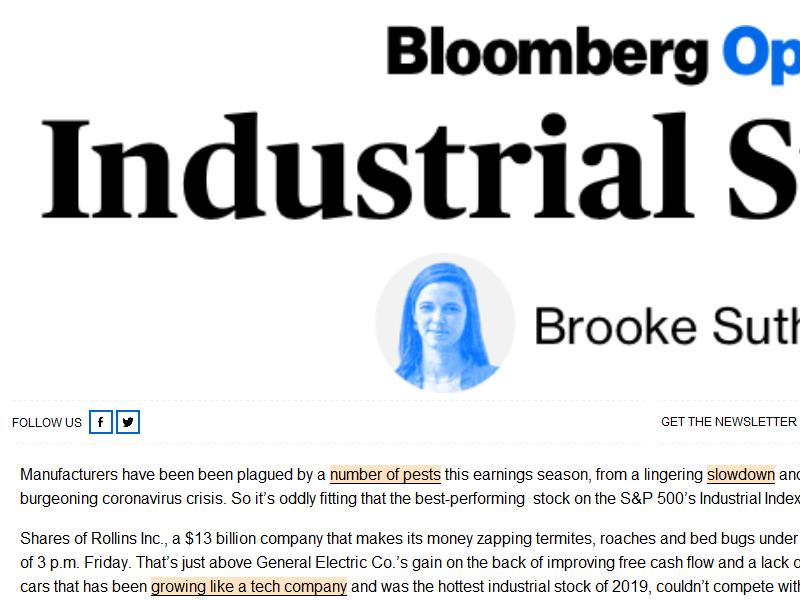 Bloomberg Op
Industrial S
Brooke Suth
FOLLOW US
GET THE NEWSLETTER
Manufacturers have been been plagued by a number of pests this earnings season, from a lingering slowdown and
burgeoning coronavirus crisis. So it’s oddly fitting that the best-performing stock on the S&P 500’s Industrial Index
Shares of Rollins Inc., a $13 billion company that makes its money zapping termites, roaches and bed bugs under
of 3 p.m. Friday. That’s just above General Electric Co.’s gain on the back of improving free cash flow and a lack o
cars that has been growing like a tech company and was the hottest industrial stock of 2019, couldn’t compete with